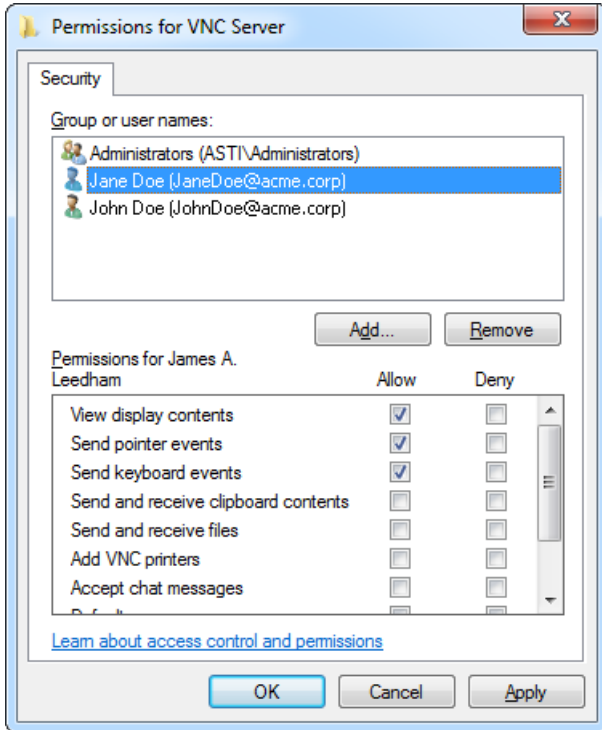 Permissions for VNC Server
Security
Group or user names:
Administrators (ASTI\Administrators)
Jane Doe (JaneDoe@acme.corp)
John Doe (JohnDoe@acme.corp)
Add...
Remove
Permissions for James A.
Leedham
Allow
Deny
View display contents
Send pointer events
Send keyboard events
Send and receive clipboard contents
Send and receive files
Add VNC printers
Accept chat messages
Learn about access control and permissions
OK
Cancel
Apply